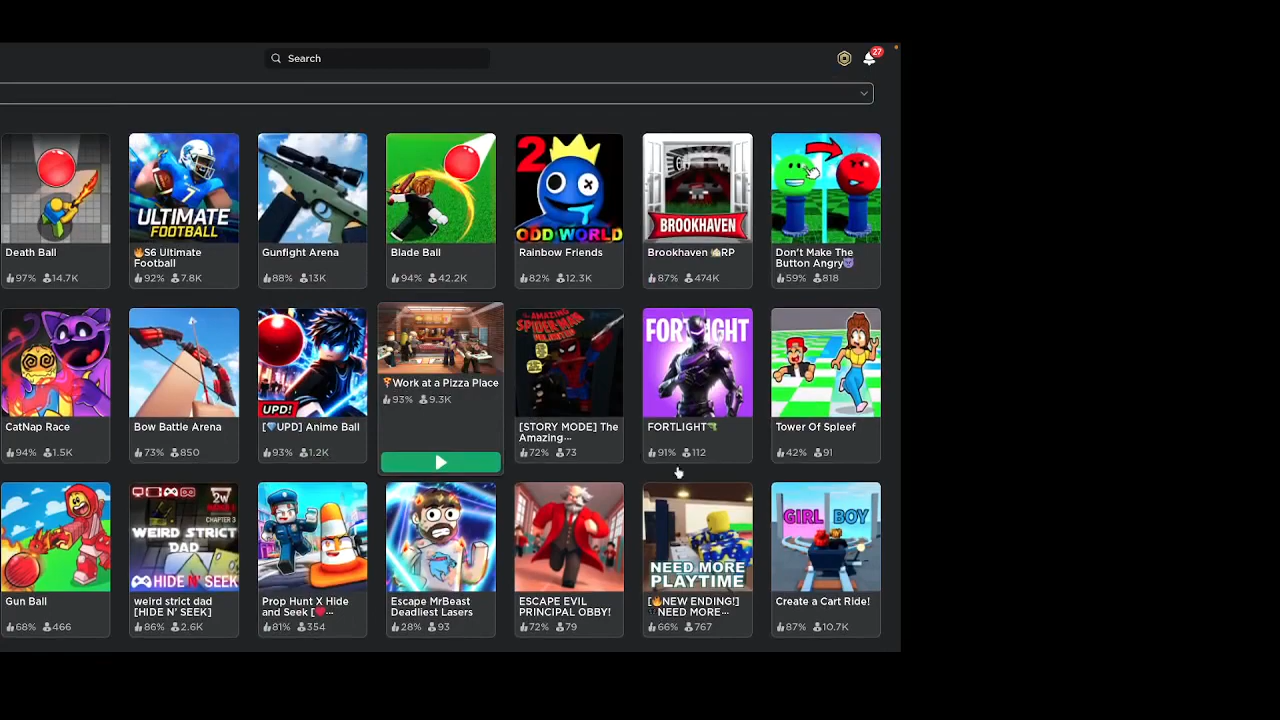 Search
27
Death Ball
97% 14.7K
7
ULTIMATE
FOOTBALL
🔥S6 Ultimate
Football
92% 7.8K
Gunfight Arena
88% 13K
Blade Ball
94% 42.2K
2
ODD WORLD
Rainbow Friends
82% 12.3K
BROOKHAVEN
Brookhaven 🏡RP
87% 474K
Don't Make The
Button Angry😈
59% 818
CatNap Race
94% 1.5K
Bow Battle Arena
73% 850
UPD!
[💎UPD] Anime Ball
93% 1.2K
🍕Work at a Pizza Place
93% 9.3K
THE AMAZING
SPIDER-MAN
[STORY MODE] The
Amazing...
72% 73
FORTLIGHT
FORTLIGHT🔫
91% 112
Tower Of Spleef
42% 91
Gun Ball
68% 466
2W
CHAPTER 3
WEIRD STRICT
DAD
HIDE N' SEEK
weird strict dad
[HIDE N' SEEK]
86% 2.6K
Prop Hunt X Hide
and Seek [❤️...
81% 354
Escape MrBeast
Deadliest Lasers
28% 93
ESCAPE EVIL
PRINCIPAL OBBY!
72% 79
NEED MORE
PLAYTIME
[🔥NEW ENDING!]
NEED MORE...
66% 767
GIRL BOY
Create a Cart Ride!
87% 10.7K